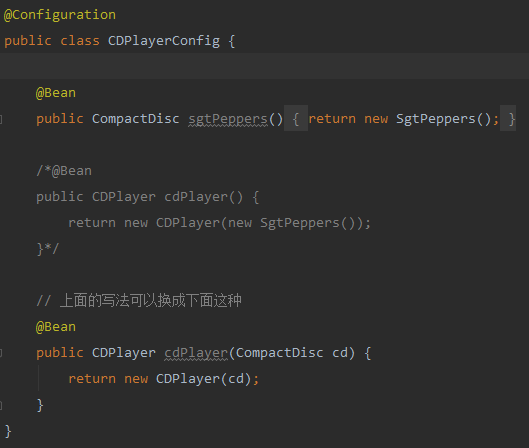 @Configuration
public class CDPlayerConfig {
@Bean
public CompactDisc sgtPeppers() { return new SgtPeppers(); }
/*@Bean
public CDPlayer cdPlayer() {
return new CDPlayer(new SgtPeppers());
}*/
// 上面的写法可以换成下面这种
@Bean
public CDPlayer cdPlayer(CompactDisc cd) {
return new CDPlayer(cd);
}
}